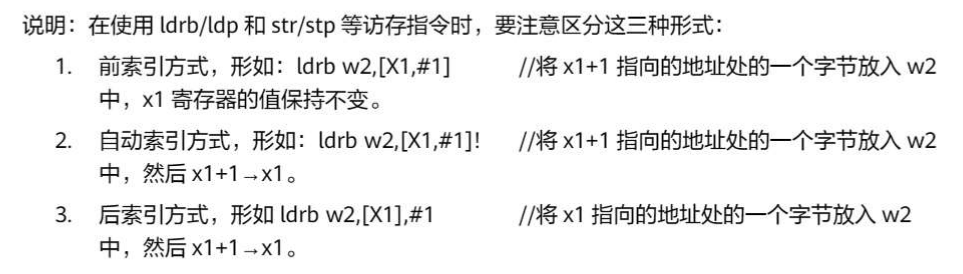 说明：在使用 ldrb/ldp 和 str/stp 等访存指令时，要注意区分这三种形式：
1. 前索引方式，形如：ldrb w2,[X1,#1] //将 x1+1 指向的地址处的一个字节放入 w2
中，x1 寄存器的值保持不变。
2. 自动索引方式，形如：ldrb w2,[X1,#1]! //将 x1+1 指向的地址处的一个字节放入 w2
中，然后 x1+1→x1。
3. 后索引方式，形如 ldrb w2,[X1],#1 //将 x1 指向的地址处的一个字节放入 w2
中，然后 x1+1→x1。